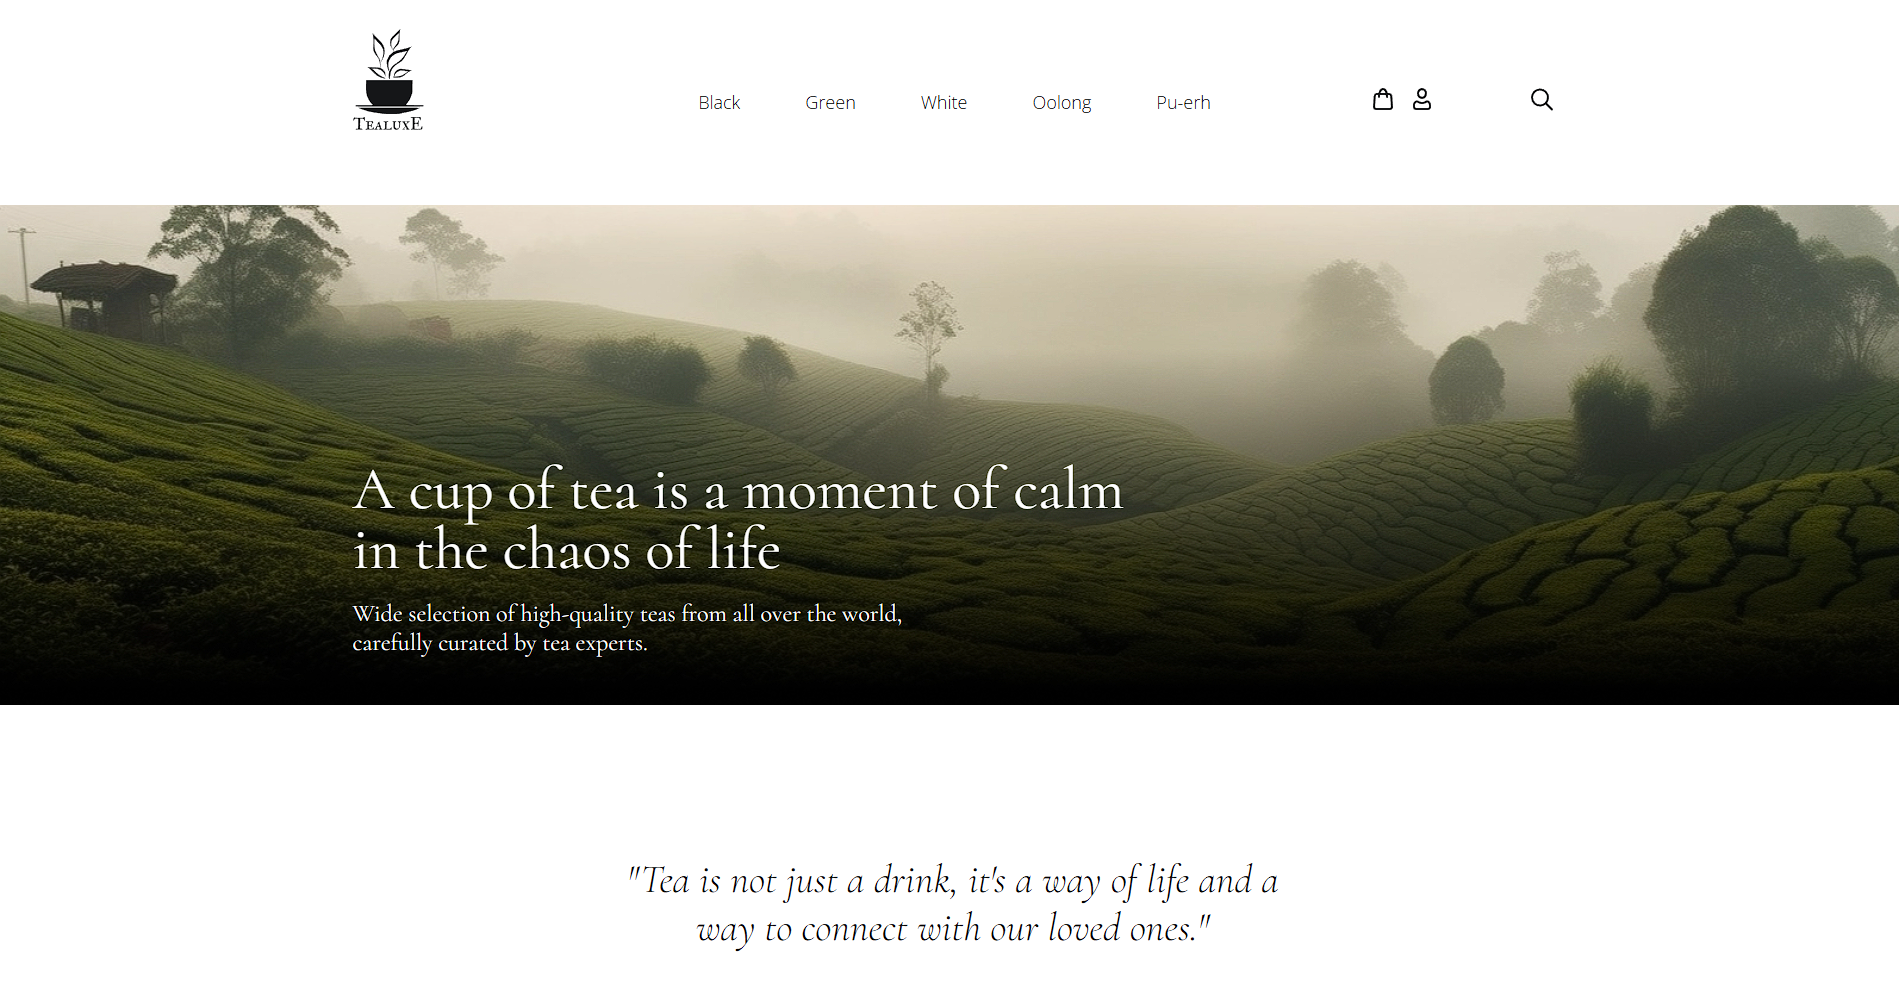 TEALUXE
Black Green White Oolong Pu-erh
A cup of tea is a moment of calm
in the chaos of life
Wide selection of high-quality teas from all over the world,
carefully curated by tea experts.
"Tea is not just a drink, it's a way of life and a
way to connect with our loved ones."